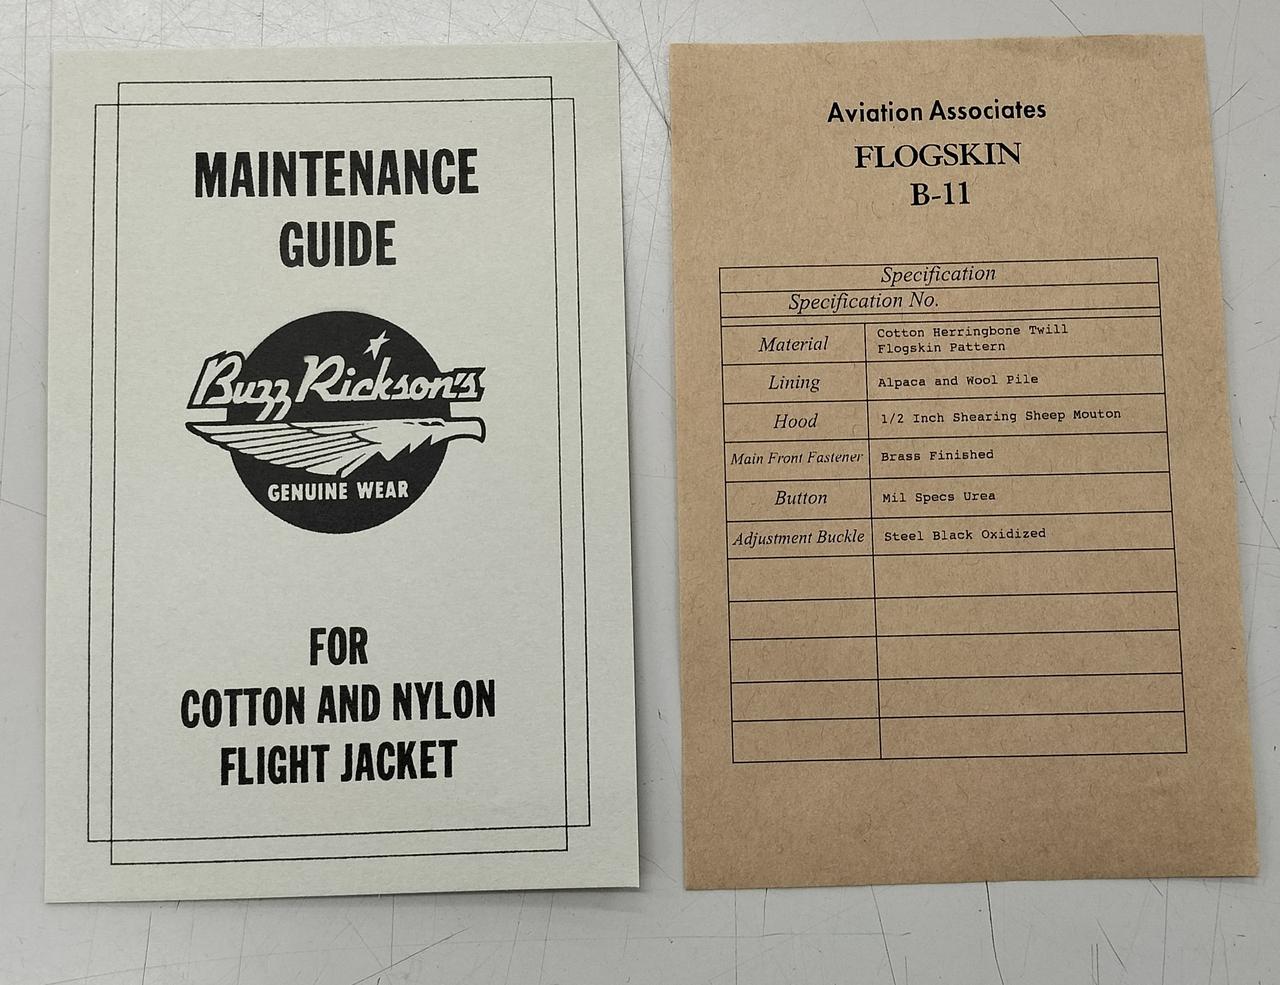 MAINTENANCE
GUIDE
Buzz Rickson's
GENUINE WEAR
FOR
COTTON AND NYLON
FLIGHT JACKET
Aviation Associates
FLOGSKIN
B-11
Specification
Specification No.
Material
Cotton Herringbone Twill
Flogskin Pattern
Lining
Alpaca and Wool Pile
Hood
1/2 Inch Shearing Sheep Mouton
Main Front Fastener
Brass Finished
Button
Mil Specs Urea
Adjustment Buckle
Steel Black Oxidized